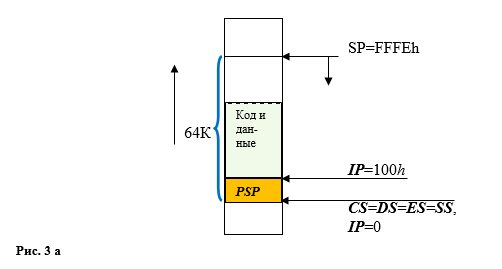 SP=FFFEh
Код и
дан-
ные
64К
IP=100h
PSP
CS=DS=ES=SS,
IP=0
Рис. 3 а